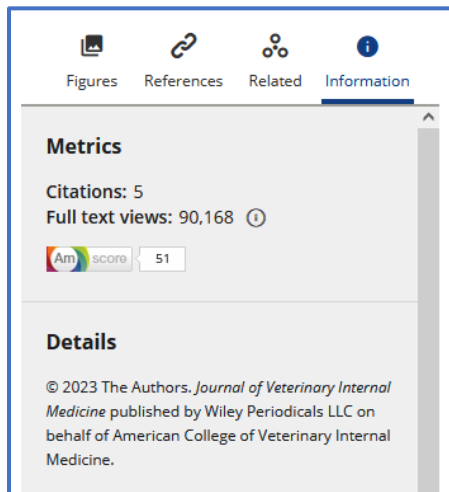 Figures References Related Information
Metrics
Citations: 5
Full text views: 90,168
Am score 51
Details
© 2023 The Authors. Journal of Veterinary Internal
Medicine published by Wiley Periodicals LLC on
behalf of American College of Veterinary Internal
Medicine.